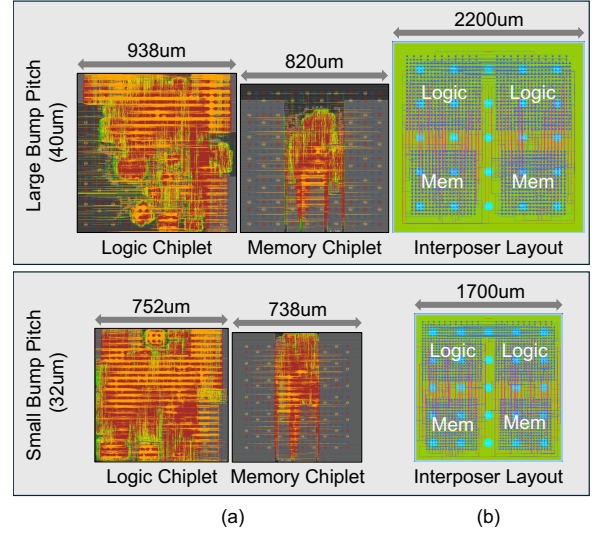 Large Bump Pitch
(40um)
938um
820um
2200um
Logic
Logic
Mem
Mem
Logic Chiplet
Memory Chiplet
Interposer Layout
Small Bump Pitch
(32um)
752um
738um
1700um
Logic
Logic
Mem
Mem
Logic Chiplet
Memory Chiplet
Interposer Layout
(a)
(b)